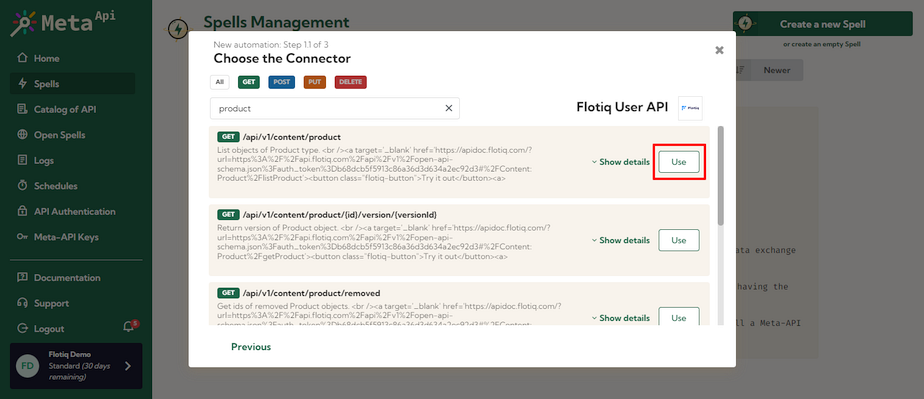 Meta Api
Home
Spells
Catalog of API
Open Spells
Logs
Schedules
API Authentication
Meta-API Keys
Documentation
Support
Logout
FD
Flotiq Demo
Standard (30 days
remaining)
Spells Management
Create a new Spell
or create an empty Spell
Newer
New automation: Step 1.1 of 3
Choose the Connector
All
GET
POST
PUT
DELETE
product
Flotiq User API
Flotiq
GET /api/v1/content/product
List objects of Product type. <br /><a target='_blank' href='https://apidoc.flotiq.com/?
url=https%3A%2F%2Fapi.flotiq.com%2Fapi%2Fv1%2Fopen-api-
schema.json%3Fauth_token%3Db68dcb5f5913c86a36d3d634a2ec92d3#%2FContent:
Product%2FlistProduct'><button class="flotiq-button">Try it out</button><a>
Show details
Use
GET /api/v1/content/product/{id}/version/{versionId}
Return version of Product object. <br /><a target='_blank' href='https://apidoc.flotiq.com/?
url=https%3A%2F%2Fapi.flotiq.com%2Fapi%2Fv1%2Fopen-api-
schema.json%3Fauth_token%3Db68dcb5f5913c86a36d3d634a2ec92d3#%2FContent:
Product%2FgetProduct'><button class="flotiq-button">Try it out</button><a>
Show details
Use
GET /api/v1/content/product/removed
Get ids of removed Product objects. <br /><a target='_blank' href='https://apidoc.flotiq.com/?
url=https%3A%2F%2Fapi.flotiq.com%2Fapi%2Fv1%2Fopen-api-
schema.json%3Fauth_token%3Db68dcb5f5913c86a36d3d634a2ec92d3#%2FContent:
Show details
Use
Previous
ata exchange
having the
ll a Meta-API